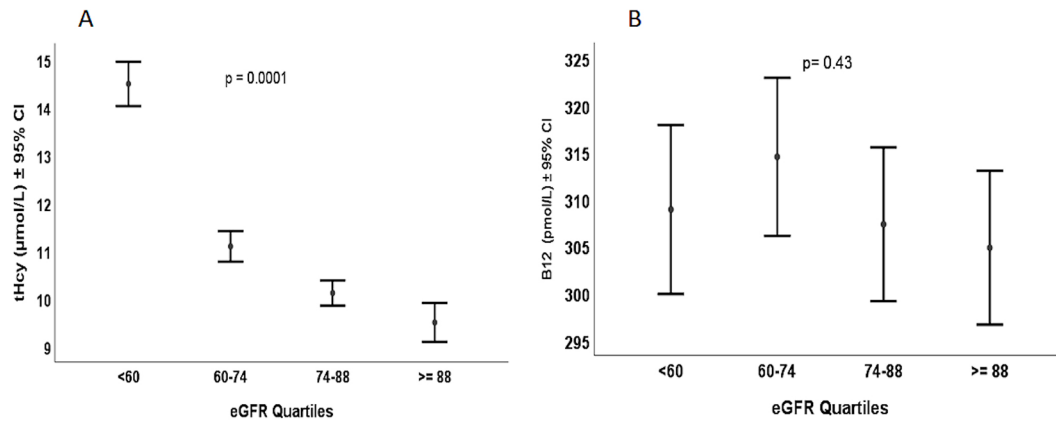 A
tHcy (µmol/L) ± 95% CI
15
14
13
12
11
10
9
p = 0.0001
<60
60-74
74-88
>= 88
eGFR Quartiles
B
B12 (pmol/L) ± 95% CI
325
320
315
310
305
300
295
p= 0.43
<60
60-74
74-88
>= 88
eGFR Quartiles